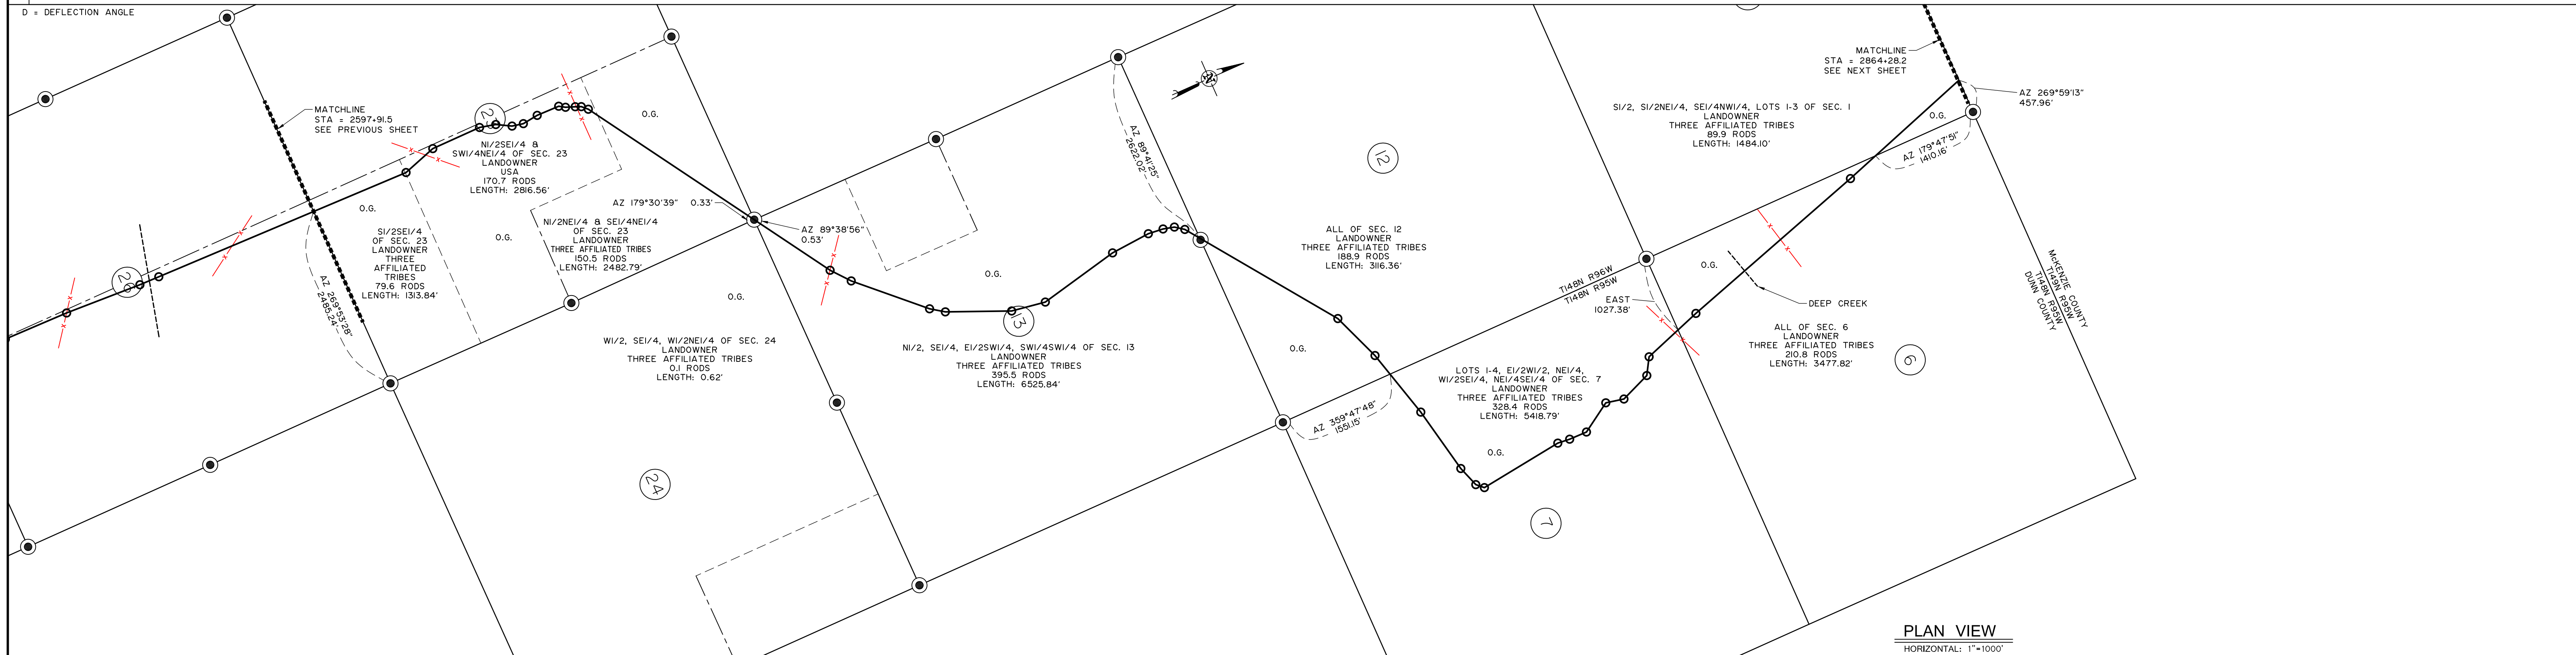 D = DEFLECTION ANGLE
MATCHLINE
STA = 2597+91.5
SEE PREVIOUS SHEET
26
AZ 269°53'28"
2485.24'
O.G.
S1/2SE1/4
OF SEC. 23
LANDOWNER
THREE
AFFILIATED
TRIBES
79.6 RODS
LENGTH: 1313.84'
23
N1/2SE1/4 &
SW1/4NE1/4 OF SEC. 23
LANDOWNER
USA
170.7 RODS
LENGTH: 2816.56'
O.G.
O.G.
N1/2NE1/4 & SE1/4NE1/4
OF SEC. 23
LANDOWNER
THREE AFFILIATED TRIBES
150.5 RODS
LENGTH: 2482.79'
AZ 179°30'39" 0.33'
AZ 89°38'56"
0.53'
O.G.
W1/2, SE1/4, W1/2NE1/4 OF SEC. 24
LANDOWNER
THREE AFFILIATED TRIBES
0.1 RODS
LENGTH: 0.62'
24
O.G.
13
N1/2, SE1/4, E1/2SW1/4, SW1/4SW1/4 OF SEC. 13
LANDOWNER
THREE AFFILIATED TRIBES
395.5 RODS
LENGTH: 6525.84'
AZ 89°41'25"
2622.02'
N
12
ALL OF SEC. 12
LANDOWNER
THREE AFFILIATED TRIBES
188.9 RODS
LENGTH: 3116.36'
O.G.
AZ 359°47'48"
1551.15'
T148N R96W
T148N R95W
EAST
1027.38'
LOTS 1-4, E1/2W1/2, NE1/4,
W1/2SE1/4, NE1/4SE1/4 OF SEC. 7
LANDOWNER
THREE AFFILIATED TRIBES
328.4 RODS
LENGTH: 5418.79'
O.G.
7
S1/2, S1/2NE1/4, SE1/4NW1/4, LOTS 1-3 OF SEC. 1
LANDOWNER
THREE AFFILIATED TRIBES
89.9 RODS
LENGTH: 1484.10'
MATCHLINE
STA = 2864+28.2
SEE NEXT SHEET
AZ 269°59'13"
457.96'
O.G.
AZ 179°47'51"
1410.16'
O.G.
DEEP CREEK
ALL OF SEC. 6
LANDOWNER
THREE AFFILIATED TRIBES
210.8 RODS
LENGTH: 3477.82'
6
McKENZIE COUNTY
T149N R95W
T148N R95W
DUNN COUNTY
PLAN VIEW
HORIZONTAL: 1"=1000'